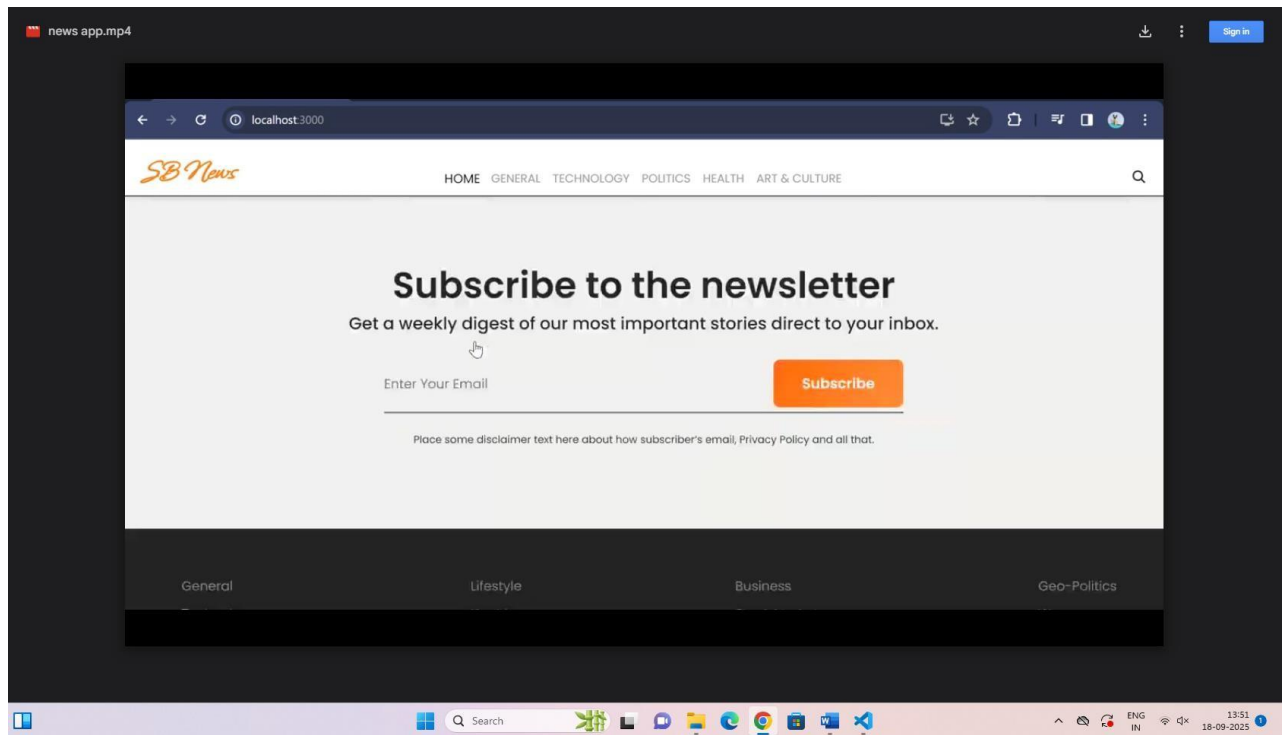 news app.mp4
Sign in
localhost:3000
SB News
HOME GENERAL TECHNOLOGY POLITICS HEALTH ART & CULTURE
Subscribe to the newsletter
Get a weekly digest of our most important stories direct to your inbox.
Enter Your Email
Subscribe
Place some disclaimer text here about how subscriber's email, Privacy Policy and all that.
General Lifestyle Business Geo-Politics
Search
ENG
IN
13:51
18-09-2025